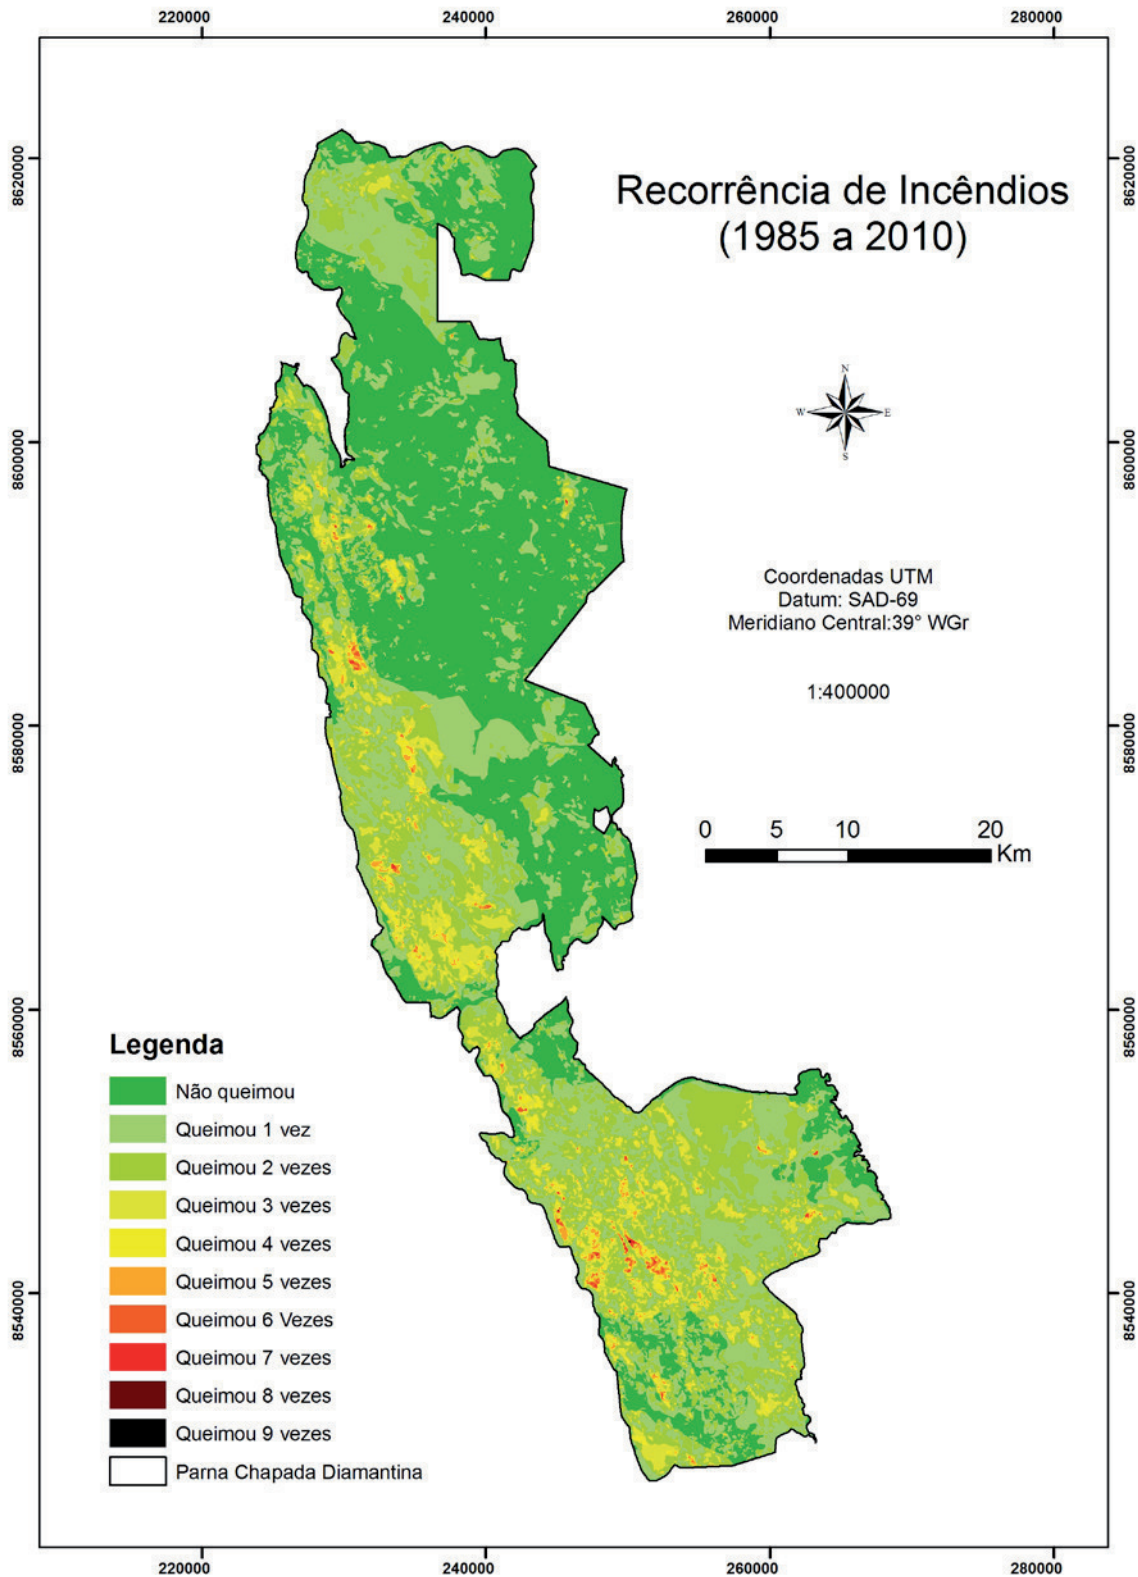 220000
240000
260000
280000
8620000
8620000
Recorrência de Incêndios
(1985 a 2010)
N
W
E
S
8600000
8600000
Coordenadas UTM
Datum: SAD-69
Meridiano Central:39° WGr
1:400000
8580000
8580000
0 5 10 20
Km
8560000
8560000
Legenda
Não queimou
Queimou 1 vez
Queimou 2 vezes
Queimou 3 vezes
Queimou 4 vezes
Queimou 5 vezes
Queimou 6 Vezes
Queimou 7 vezes
Queimou 8 vezes
Queimou 9 vezes
Parna Chapada Diamantina
8540000
8540000
220000
240000
260000
280000